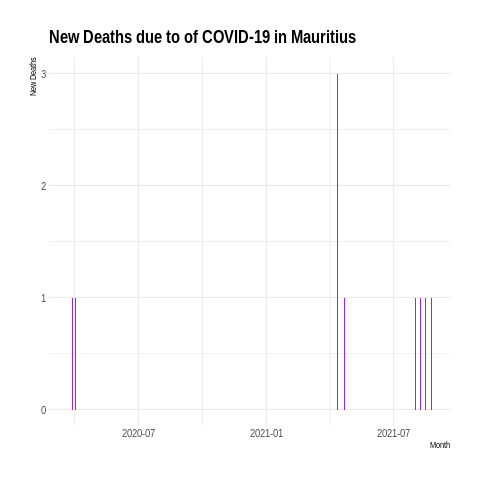 New Deaths due to of COVID-19 in Mauritius
New Deaths
3
2
1
0
2020-07 2021-01 2021-07
Month